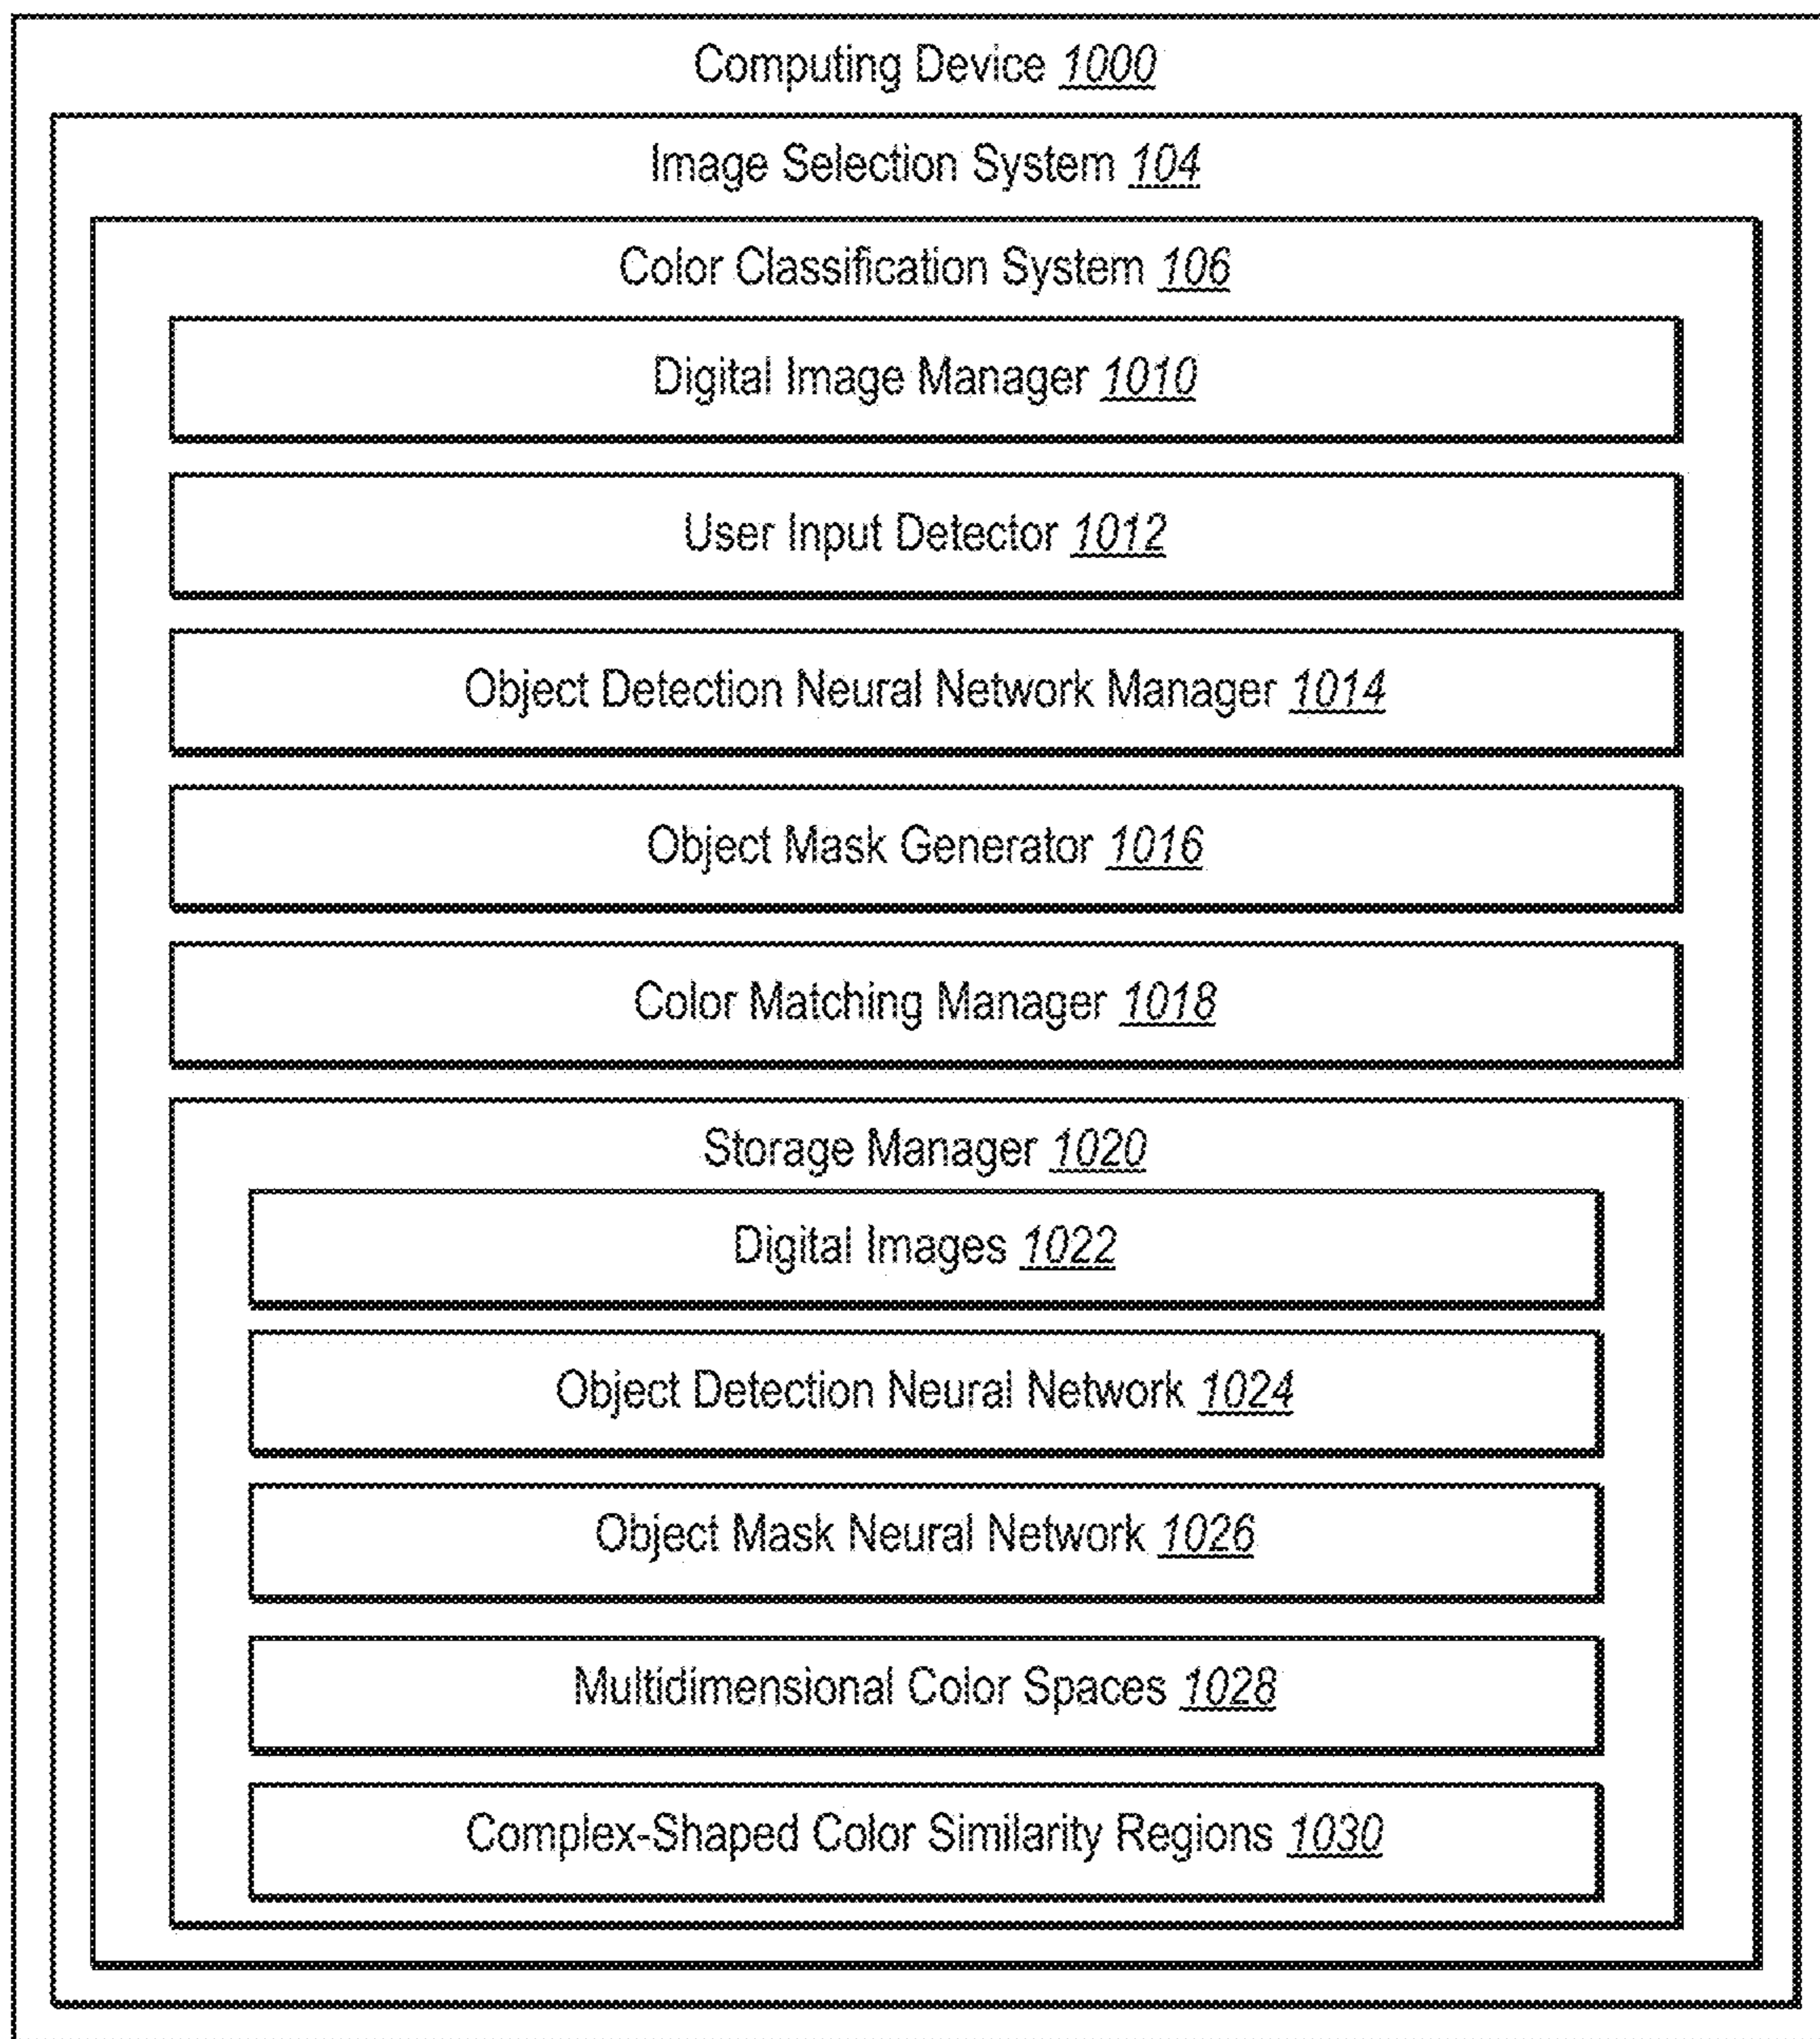 Computing Device 1000
Image Selection System 104
Color Classification System 106
Digital Image Manager 1010
User Input Detector 1012
Object Detection Neural Network Manager 1014
Object Mask Generator 1016
Color Matching Manager 1018
Storage Manager 1020
Digital Images 1022
Object Detection Neural Network 1024
Object Mask Neural Network 1026
Multidimensional Color Spaces 1028
Complex-Shaped Color Similarity Regions 1030